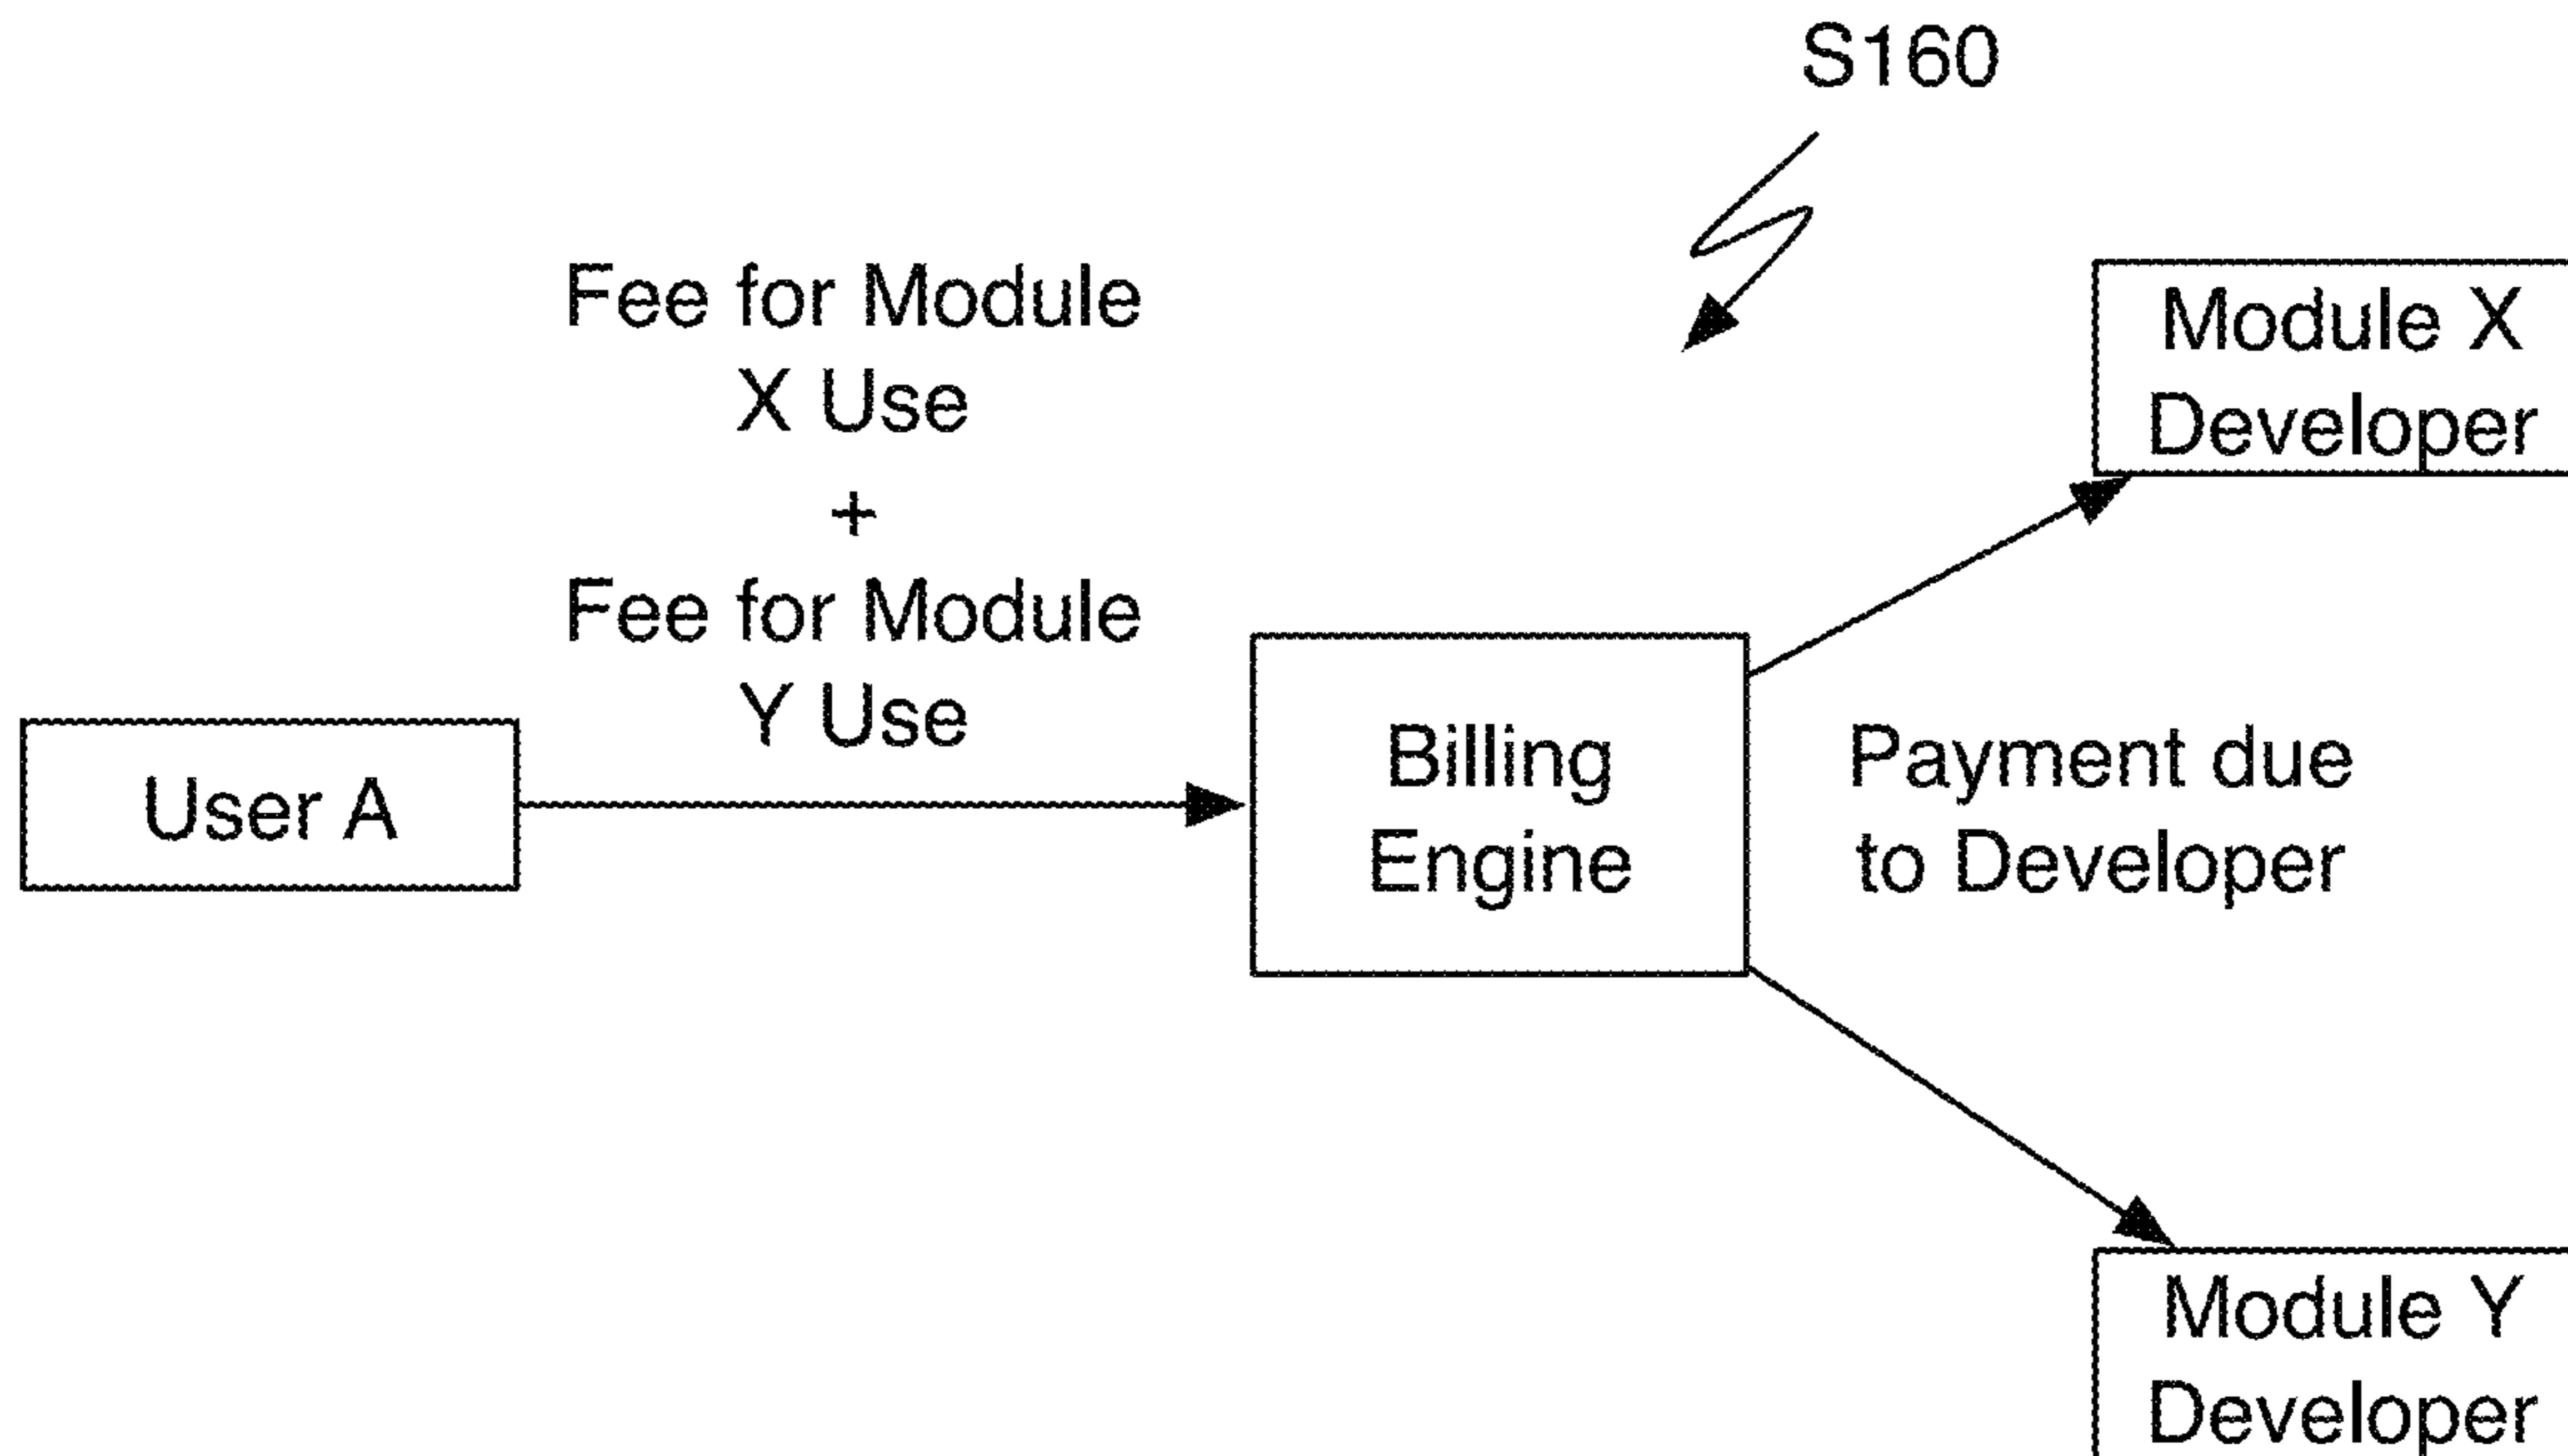 S160
Fee for Module
X Use
+
Fee for Module
Y Use
User A
Billing
Engine
Payment due
to Developer
Module X
Developer
Module Y
Developer